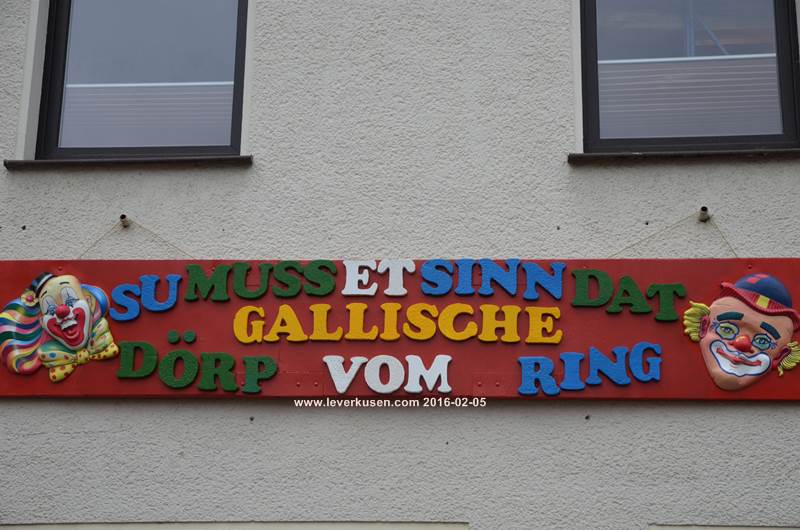 SU MUSS ET SINN DAT
GALLISCHE
DÖRP VOM RING
www.leverkusen.com 2016-02-05